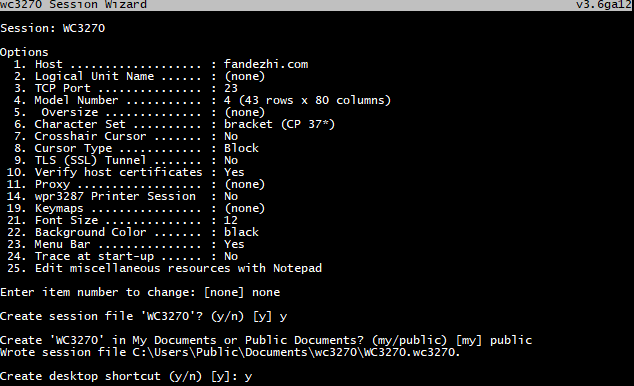 wc3270 Session Wizard v3.6ga12
Session: WC3270
Options
1. Host ................... : fandezhi.com
2. Logical Unit Name ...... : (none)
3. TCP Port ............... : 23
4. Model Number ........... : 4 (43 rows x 80 columns)
5.  Oversize .............. : (none)
6. Character Set .......... : bracket (CP 37*)
7. Crosshair Cursor ....... : No
8. Cursor Type ............ : Block
9. TLS (SSL) Tunnel ....... : No
10. Verify host certificates : Yes
11. Proxy .................. : (none)
14. wpr3287 Printer Session  : No
19. Keymaps ................ : (none)
21. Font Size .............. : 12
22. Background Color ....... : black
23. Menu Bar ............... : Yes
24. Trace at start-up ...... : No
25. Edit miscellaneous resources with Notepad
Enter item number to change: [none] none
Create session file 'WC3270'? (y/n) [y] y
Create 'WC3270' in My Documents or Public Documents? (my/public) [my] public
Wrote session file C:\Users\Public\Documents\wc3270\WC3270.wc3270.
Create desktop shortcut (y/n) [y]: y